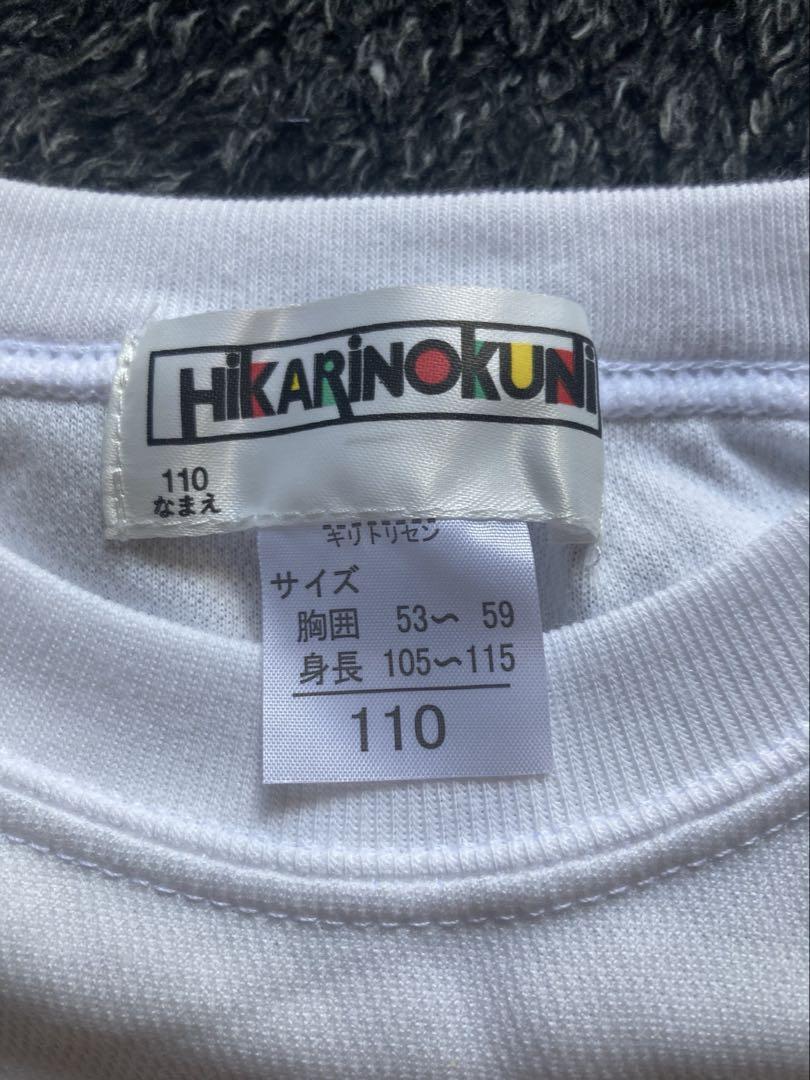 HiKARiNOKUNi
110
なまえ
キリトリセン
サイズ
胸囲 53〜 59
身長 105〜115
110